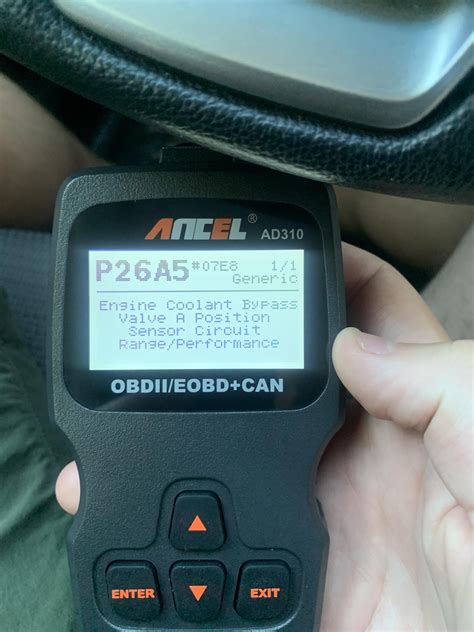 ANCEL® AD310
P26A5 #07E8 1/1
Generic
Engine Coolant Bypass
Valve A Position
Sensor Circuit
Range/Performance
OBDII/EOBD+CAN
ENTER EXIT